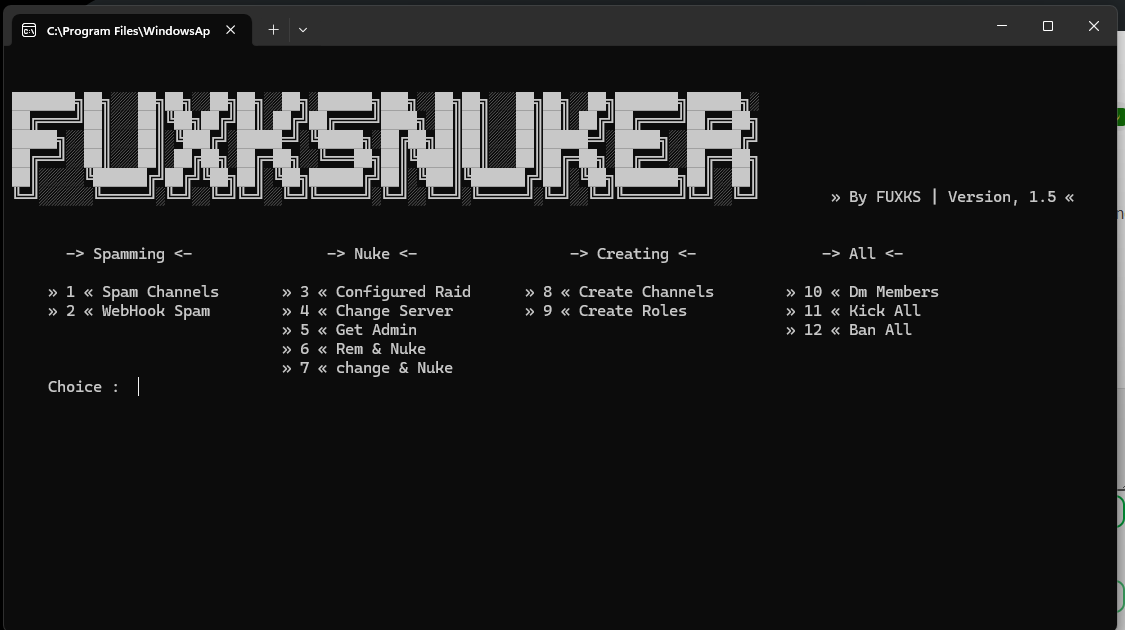 C:\Program Files\WindowsAp
FUXKSNUKER
» By FUXKS | Version, 1.5 «
-> Spamming <- -> Nuke <- -> Creating <- -> All <-
» 1 « Spam Channels » 3 « Configured Raid » 8 « Create Channels » 10 « Dm Members
» 2 « WebHook Spam » 4 « Change Server » 9 « Create Roles » 11 « Kick All
» 5 « Get Admin » 12 « Ban All
» 6 « Rem & Nuke
» 7 « change & Nuke
Choice :